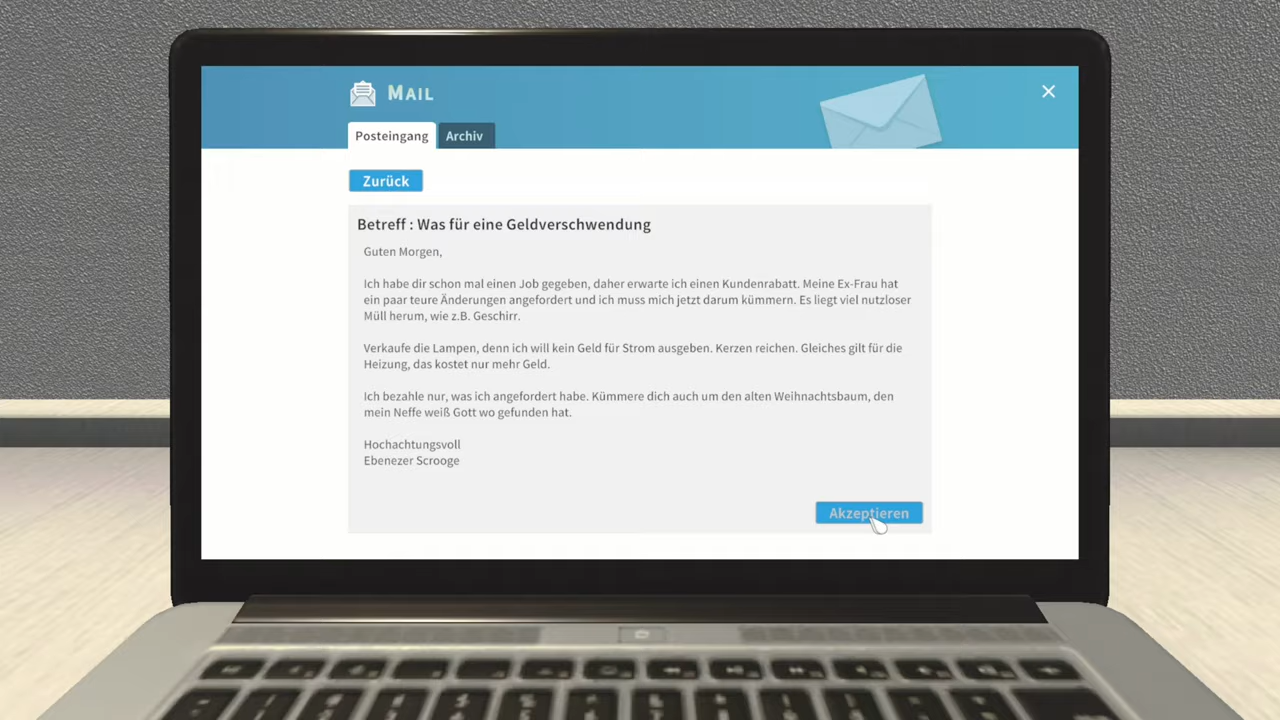 MAIL
Posteingang
Archiv
Zurück
Betreff : Was für eine Geldverschwendung
Guten Morgen,
Ich habe dir schon mal einen Job gegeben, daher erwarte ich einen Kundenrabatt. Meine Ex-Frau hat
ein paar teure Änderungen angefordert und ich muss mich jetzt darum kümmern. Es liegt viel nutzloser
Müll herum, wie z.B. Geschirr.
Verkaufe die Lampen, denn ich will kein Geld für Strom ausgeben. Kerzen reichen. Gleiches gilt für die
Heizung, das kostet nur mehr Geld.
Ich bezahle nur, was ich angefordert habe. Kümmere dich auch um den alten Weihnachtsbaum, den
mein Neffe weiß Gott wo gefunden hat.
Hochachtungsvoll
Ebenezer Scrooge
Akzeptieren